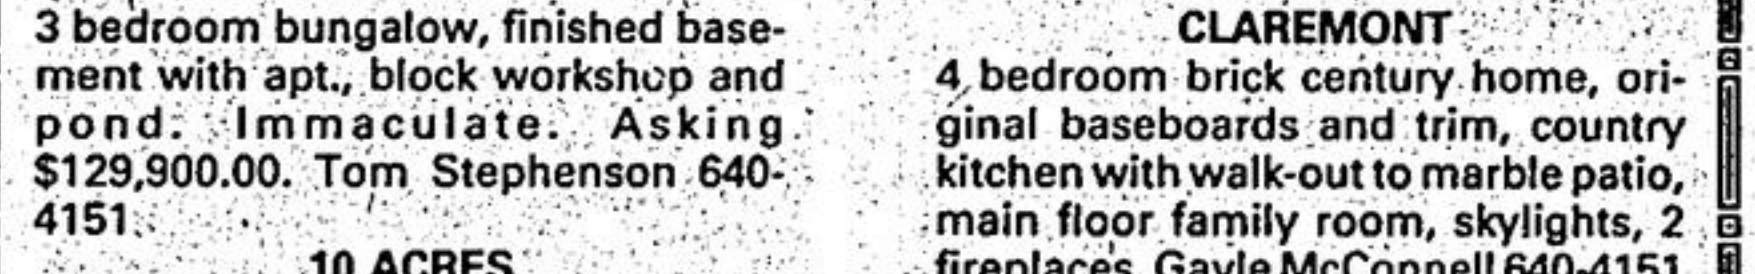 3 bedroom bungalow, finished base-
ment with apt., block workshop and
pond. Immaculate. Asking
$129,900.00. Tom Stephenson 640-
4151.
10 ACRES
CLAREMONT
4 bedroom brick century home, ori-
ginal baseboards and trim, country
kitchen with walk-out to marble patio,
main floor family room, skylights, 2
fireplaces. Gayle McConnell 640-4151